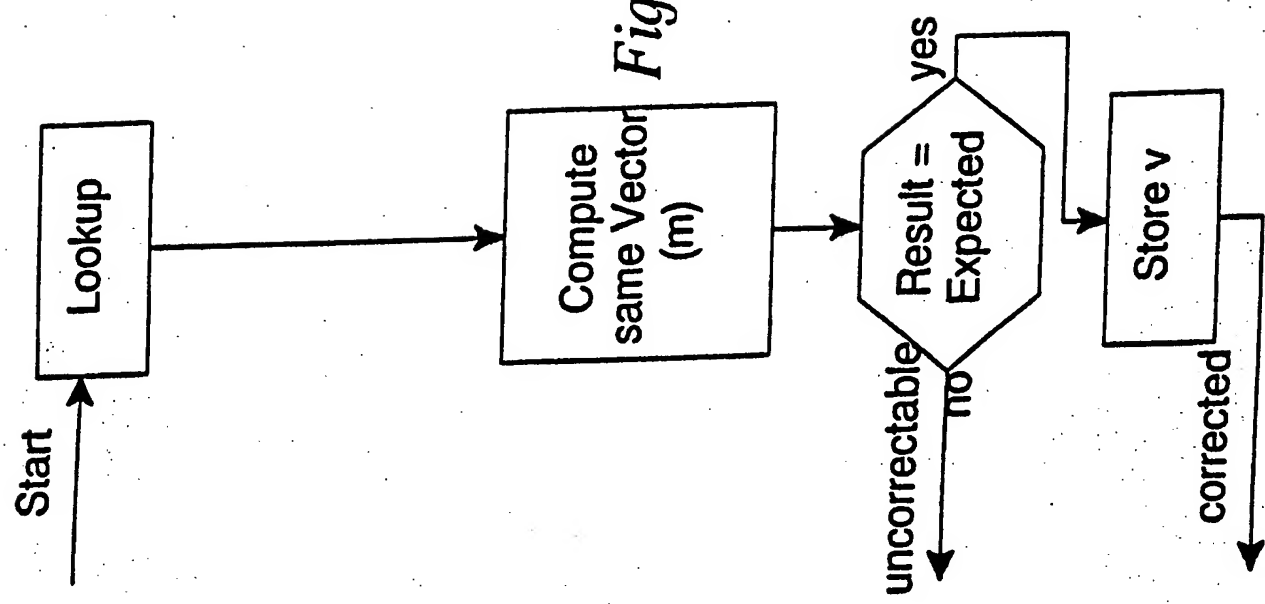 Start
Lookup
Compute
same Vector
(m)
Fig
Result =
Expected
yes
uncorrectable
no
Store v
corrected